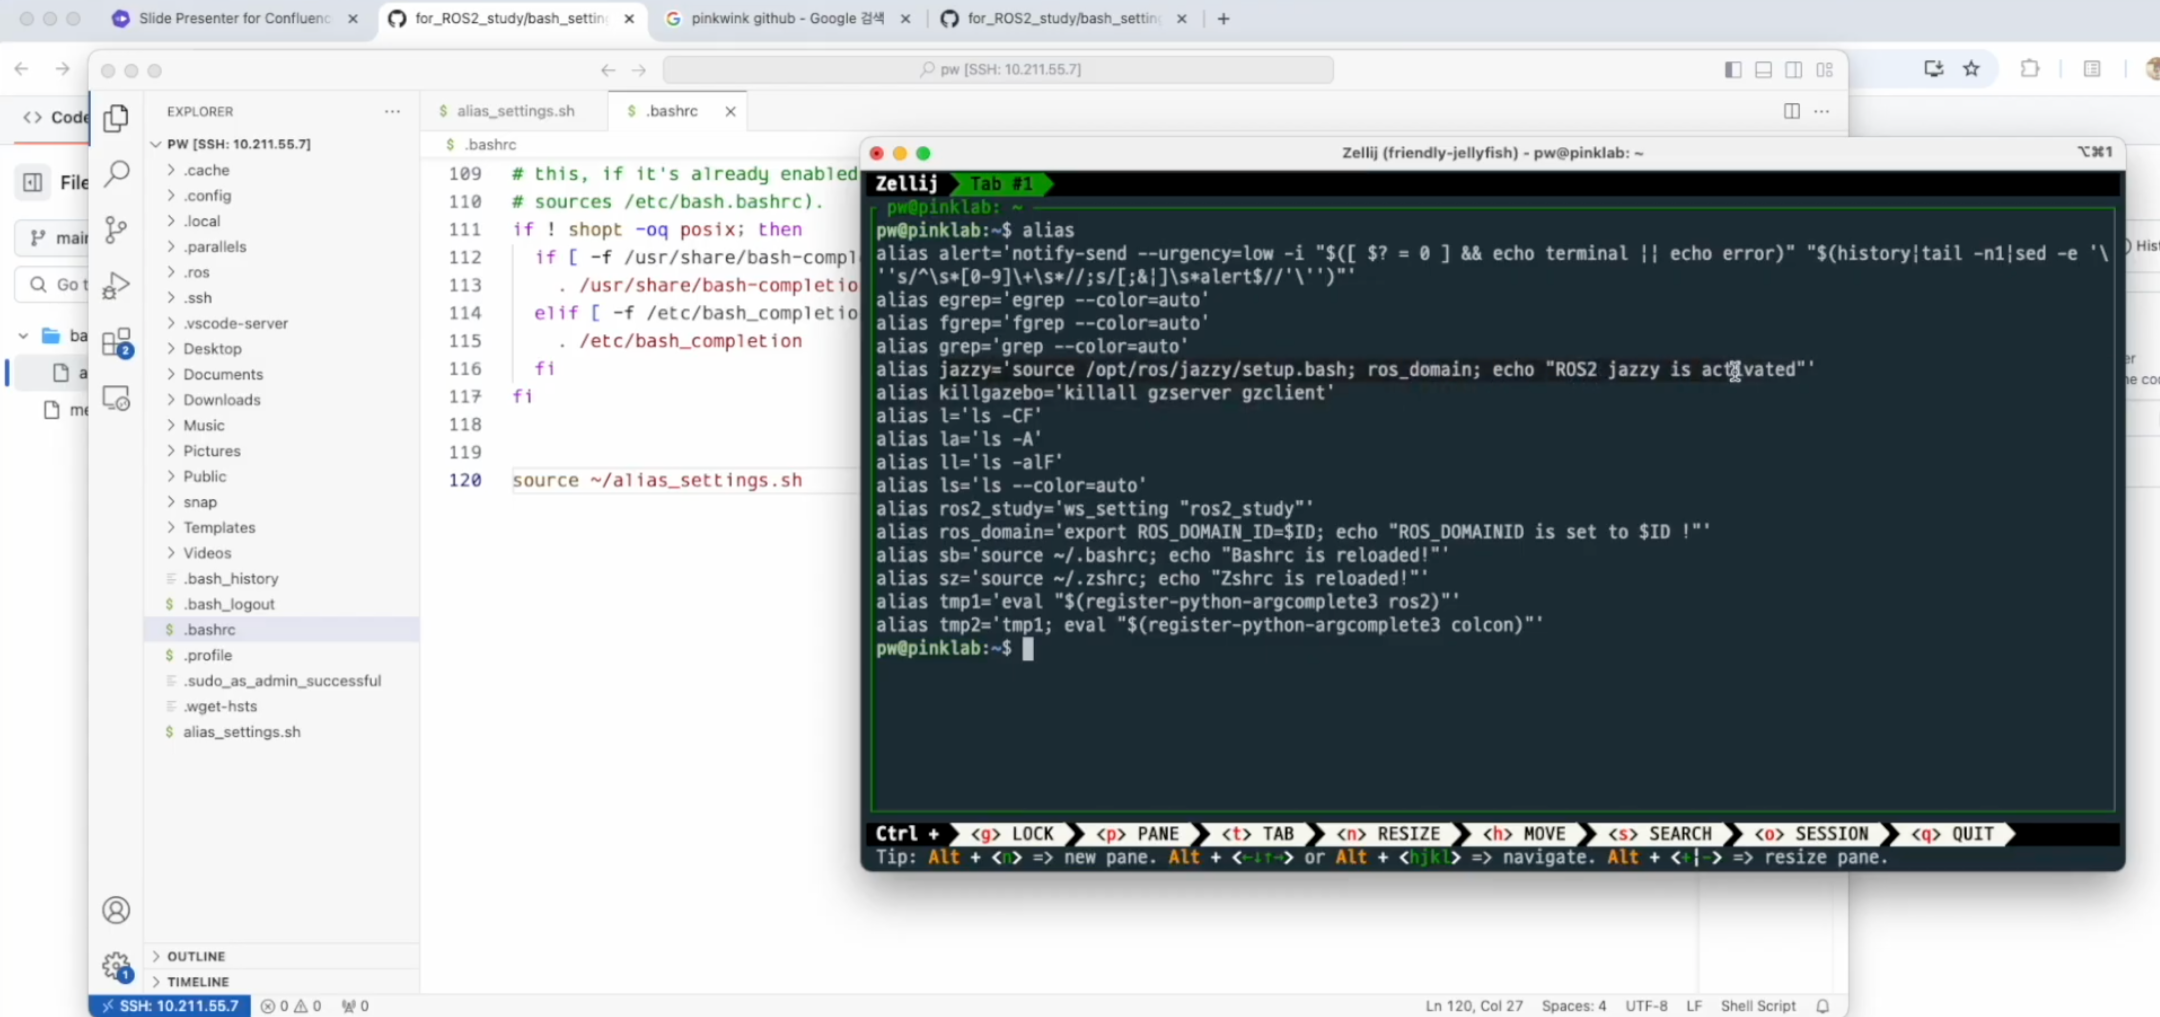 Slide Presenter for Confluenc
for_ROS2_study/bash_settin
pinkwink github - Google 검색
for_ROS2_study/bash_settin
pw [SSH: 10.211.55.7]
Code
File
main
Go t
ba
a
me
Hist
EXPLORER
PW [SSH: 10.211.55.7]
.cache
.config
.local
.parallels
.ros
.ssh
.vscode-server
Desktop
Documents
Downloads
Music
Pictures
Public
snap
Templates
Videos
.bash_history
.bash_logout
.bashrc
.profile
.sudo_as_admin_successful
.wget-hsts
alias_settings.sh
OUTLINE
TIMELINE
2
1
$ alias_settings.sh
$ .bashrc
$ .bashrc
109 # this, if it's already enabled
110 # sources /etc/bash.bashrc).
111 if ! shopt -oq posix; then
112 if [ -f /usr/share/bash-compl
113 . /usr/share/bash-completio
114 elif [ -f /etc/bash_completio
115 . /etc/bash_completion
116 fi
117 fi
118
119
120 source ~/alias_settings.sh
Zellij (friendly-jellyfish) - pw@pinklab: ~
⌥⌘1
Zellij Tab #1
pw@pinklab: ~
pw@pinklab:~$ alias
alias alert='notify-send --urgency=low -i "$([ $? = 0 ] && echo terminal || echo error)" "$(history|tail -n1|sed -e '\
''s/^\s*[0-9]\+\s*//;s/[;&|]\s*alert$//'\'')"'
alias egrep='egrep --color=auto'
alias fgrep='fgrep --color=auto'
alias grep='grep --color=auto'
alias jazzy='source /opt/ros/jazzy/setup.bash; ros_domain; echo "ROS2 jazzy is activated"'
alias killgazebo='killall gzserver gzclient'
alias l='ls -CF'
alias la='ls -A'
alias ll='ls -alF'
alias ls='ls --color=auto'
alias ros2_study='ws_setting "ros2_study"'
alias ros_domain='export ROS_DOMAIN_ID=$ID; echo "ROS_DOMAINID is set to $ID !"'
alias sb='source ~/.bashrc; echo "Bashrc is reloaded!"'
alias sz='source ~/.zshrc; echo "Zshrc is reloaded!"'
alias tmp1='eval "$(register-python-argcomplete3 ros2)"'
alias tmp2='tmp1; eval "$(register-python-argcomplete3 colcon)"'
pw@pinklab:~$
Ctrl + <g> LOCK <p> PANE <t> TAB <n> RESIZE <h> MOVE <s> SEARCH <o> SESSION <q> QUIT
Tip: Alt + <n> => new pane. Alt + <←↓↑→> or Alt + <hjkl> => navigate. Alt + <+|-> => resize pane.
SSH: 10.211.55.7 0 0 0
Ln 120, Col 27 Spaces: 4 UTF-8 LF Shell Script